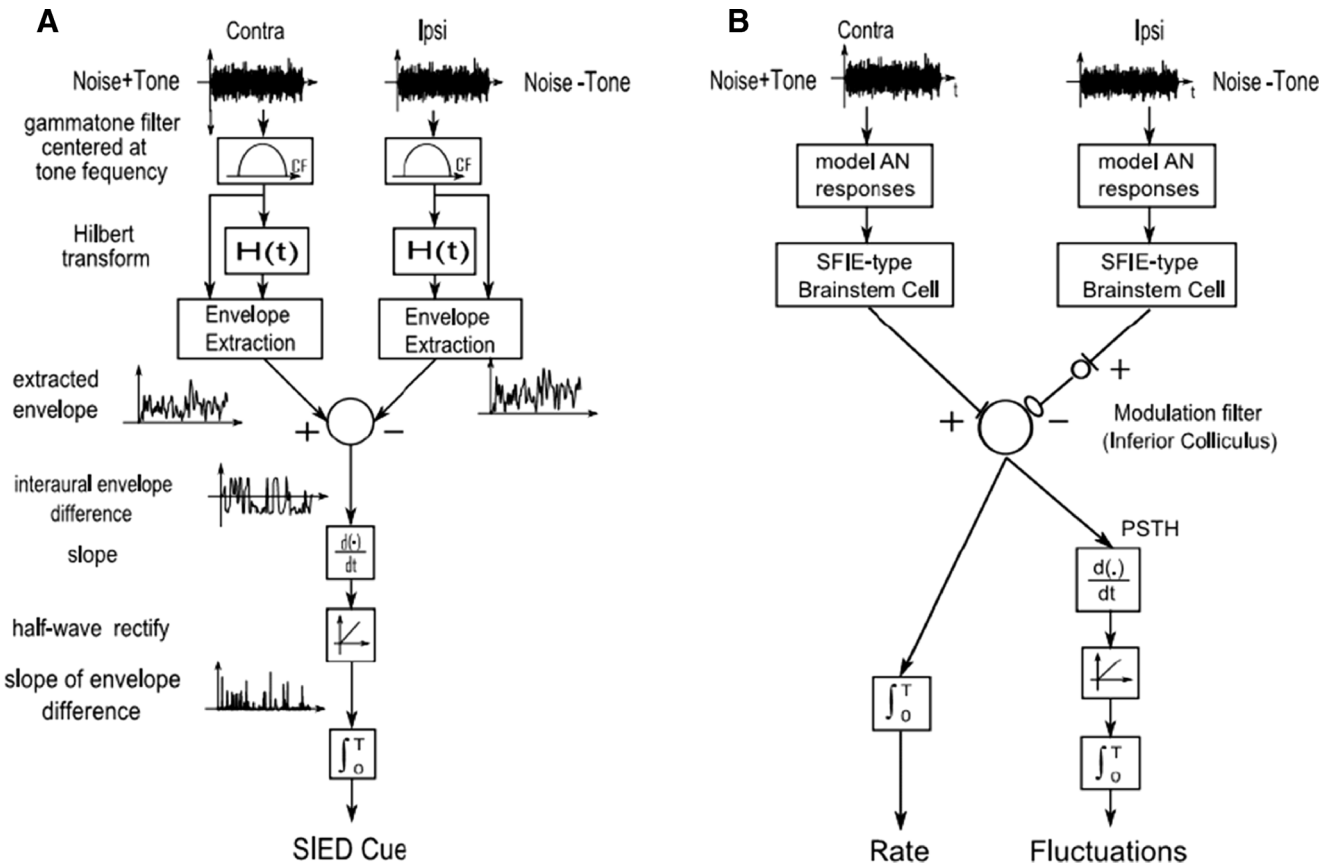 A
Contra
Ipsi
Noise+Tone
Noise -Tone
gammatone filter
centered at
tone fequency
CF
CF
Hilbert
transform
H(t)
H(t)
Envelope
Extraction
Envelope
Extraction
extracted
envelope
+
−
interaural envelope
difference
slope
d(·)
dt
half-wave rectify
slope of envelope
difference
∫₀ᵀ
SIED Cue
B
Contra
Ipsi
Noise+Tone
t
t
Noise -Tone
model AN
responses
model AN
responses
SFIE-type
Brainstem Cell
SFIE-type
Brainstem Cell
+
+
−
Modulation filter
(Inferior Colliculus)
PSTH
d(.)
dt
∫₀ᵀ
∫₀ᵀ
Rate
Fluctuations